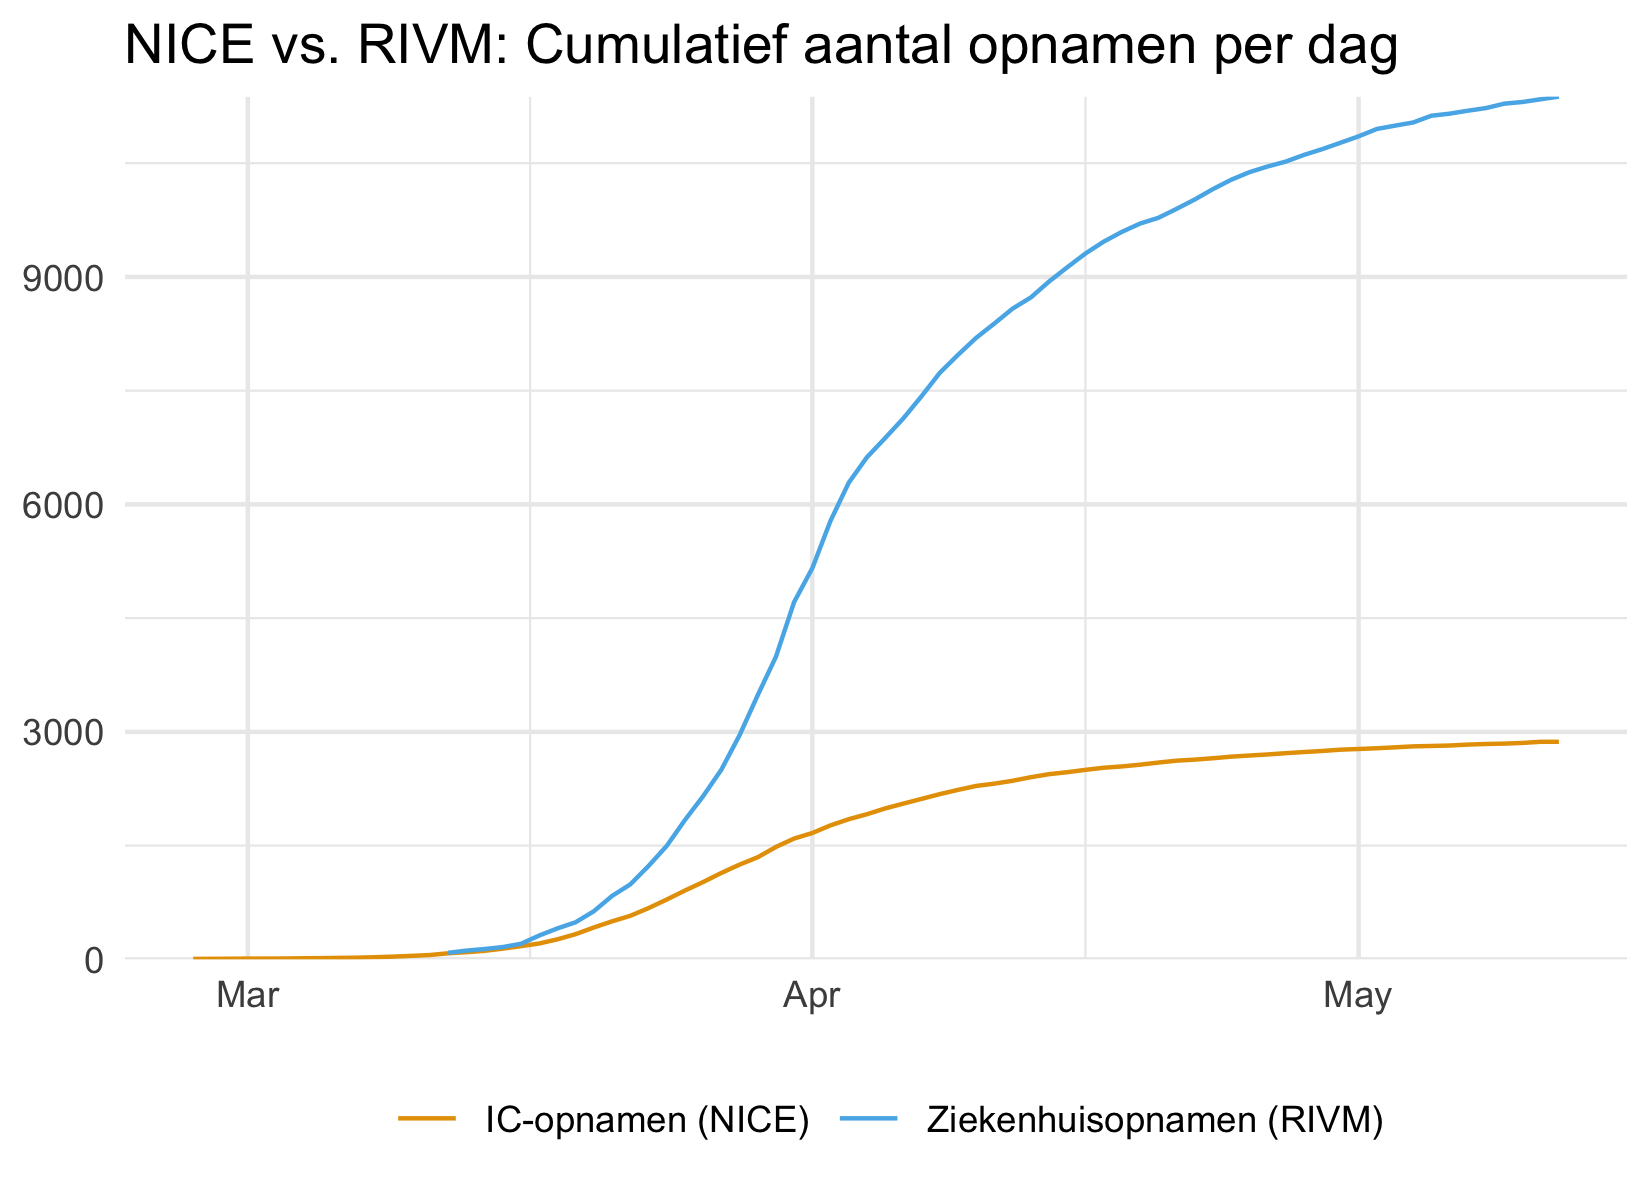 NICE vs. RIVM: Cumulatief aantal opnamen per dag
9000
6000
3000
0
Mar Apr May
IC-opnamen (NICE) Ziekenhuisopnamen (RIVM)